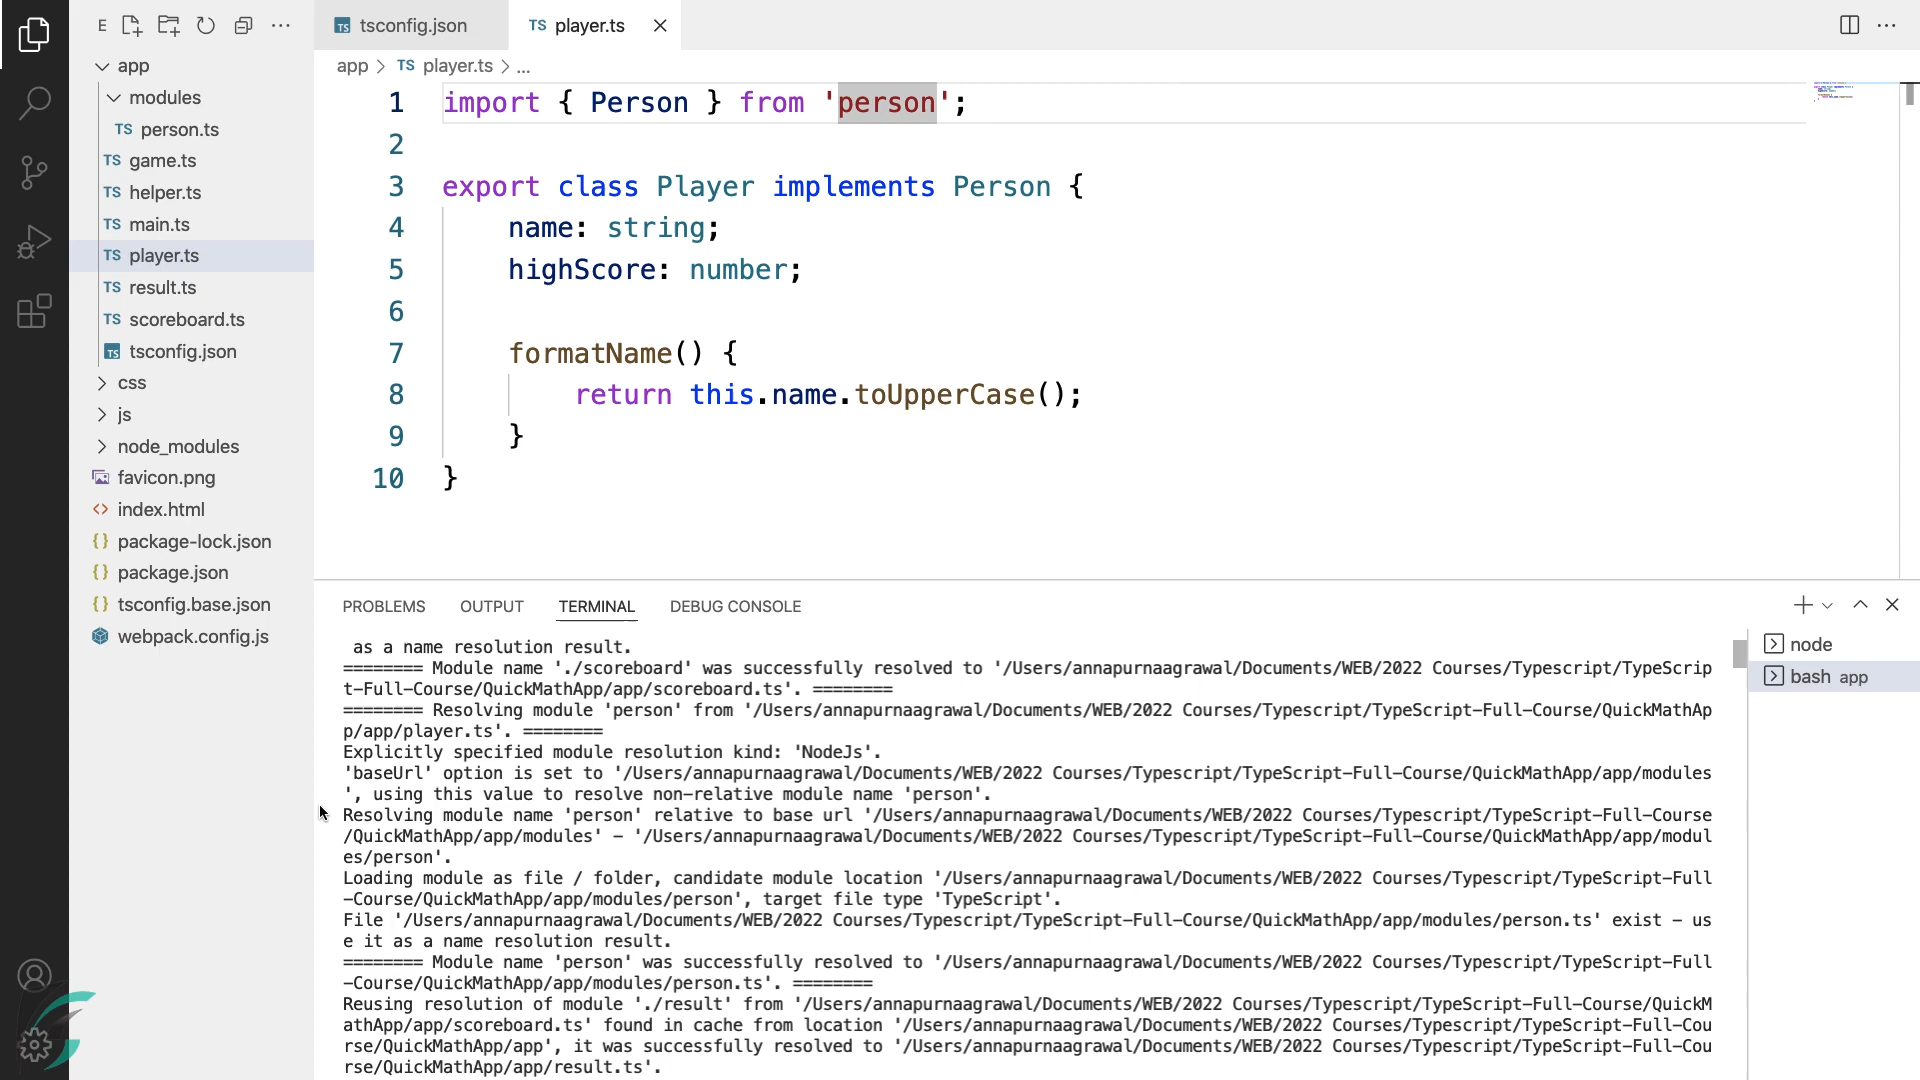 E
tsconfig.json
TS player.ts
app > TS player.ts > ...
app
modules
TS person.ts
TS game.ts
TS helper.ts
TS main.ts
TS player.ts
TS result.ts
TS scoreboard.ts
TS tsconfig.json
css
js
node_modules
favicon.png
index.html
package-lock.json
package.json
tsconfig.base.json
webpack.config.js
1 import { Person } from 'person';
2
3 export class Player implements Person {
4 name: string;
5 highScore: number;
6
7 formatName() {
8 return this.name.toUpperCase();
9 }
10 }
PROBLEMS OUTPUT TERMINAL DEBUG CONSOLE
as a name resolution result.
======== Module name './scoreboard' was successfully resolved to '/Users/annapurnaagrawal/Documents/WEB/2022 Courses/Typescript/TypeScrip
t-Full-Course/QuickMathApp/app/scoreboard.ts'. ========
======== Resolving module 'person' from '/Users/annapurnaagrawal/Documents/WEB/2022 Courses/Typescript/TypeScript-Full-Course/QuickMathAp
p/app/player.ts'. ========
Explicitly specified module resolution kind: 'NodeJs'.
'baseUrl' option is set to '/Users/annapurnaagrawal/Documents/WEB/2022 Courses/Typescript/TypeScript-Full-Course/QuickMathApp/app/modules
', using this value to resolve non-relative module name 'person'.
Resolving module name 'person' relative to base url '/Users/annapurnaagrawal/Documents/WEB/2022 Courses/Typescript/TypeScript-Full-Course
/QuickMathApp/app/modules' - '/Users/annapurnaagrawal/Documents/WEB/2022 Courses/Typescript/TypeScript-Full-Course/QuickMathApp/app/modul
es/person'.
Loading module as file / folder, candidate module location '/Users/annapurnaagrawal/Documents/WEB/2022 Courses/Typescript/TypeScript-Full
-Course/QuickMathApp/app/modules/person', target file type 'TypeScript'.
File '/Users/annapurnaagrawal/Documents/WEB/2022 Courses/Typescript/TypeScript-Full-Course/QuickMathApp/app/modules/person.ts' exist - us
e it as a name resolution result.
======== Module name 'person' was successfully resolved to '/Users/annapurnaagrawal/Documents/WEB/2022 Courses/Typescript/TypeScript-Full
-Course/QuickMathApp/app/modules/person.ts'. ========
Reusing resolution of module './result' from '/Users/annapurnaagrawal/Documents/WEB/2022 Courses/Typescript/TypeScript-Full-Course/QuickM
athApp/app/scoreboard.ts' found in cache from location '/Users/annapurnaagrawal/Documents/WEB/2022 Courses/Typescript/TypeScript-Full-Cou
rse/QuickMathApp/app', it was successfully resolved to '/Users/annapurnaagrawal/Documents/WEB/2022 Courses/Typescript/TypeScript-Full-Cou
rse/QuickMathApp/app/result.ts'.
node
bash app